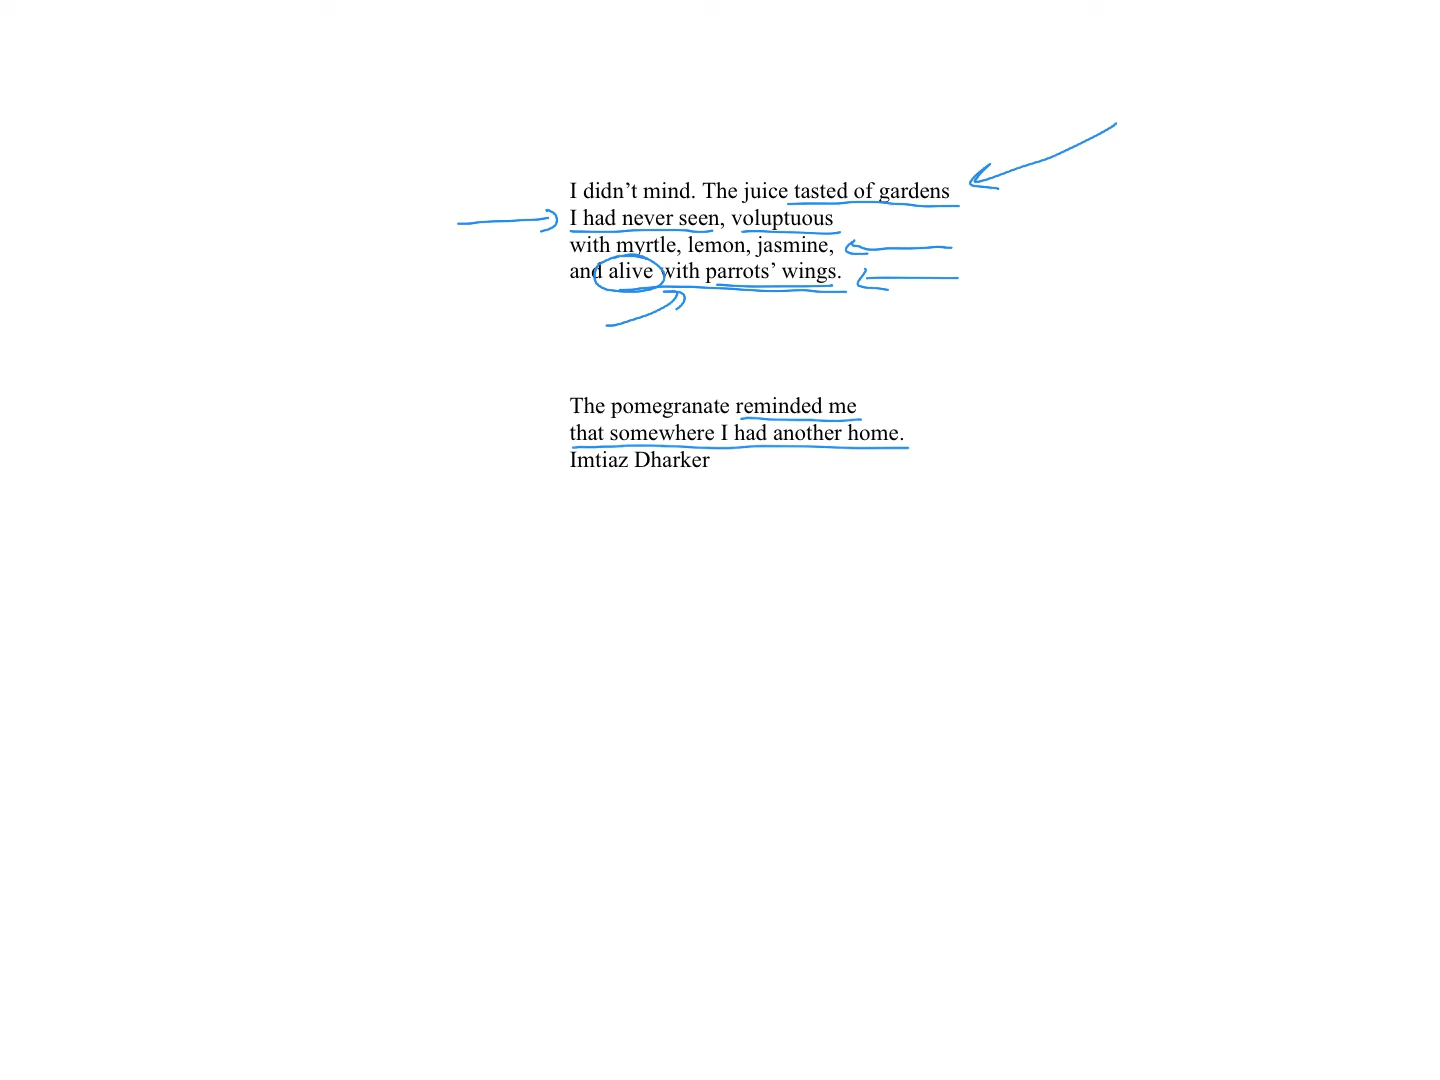 I didn’t mind. The juice tasted of gardens
I had never seen, voluptuous
with myrtle, lemon, jasmine,
and alive with parrots’ wings.
The pomegranate reminded me
that somewhere I had another home.
Imtiaz Dharker